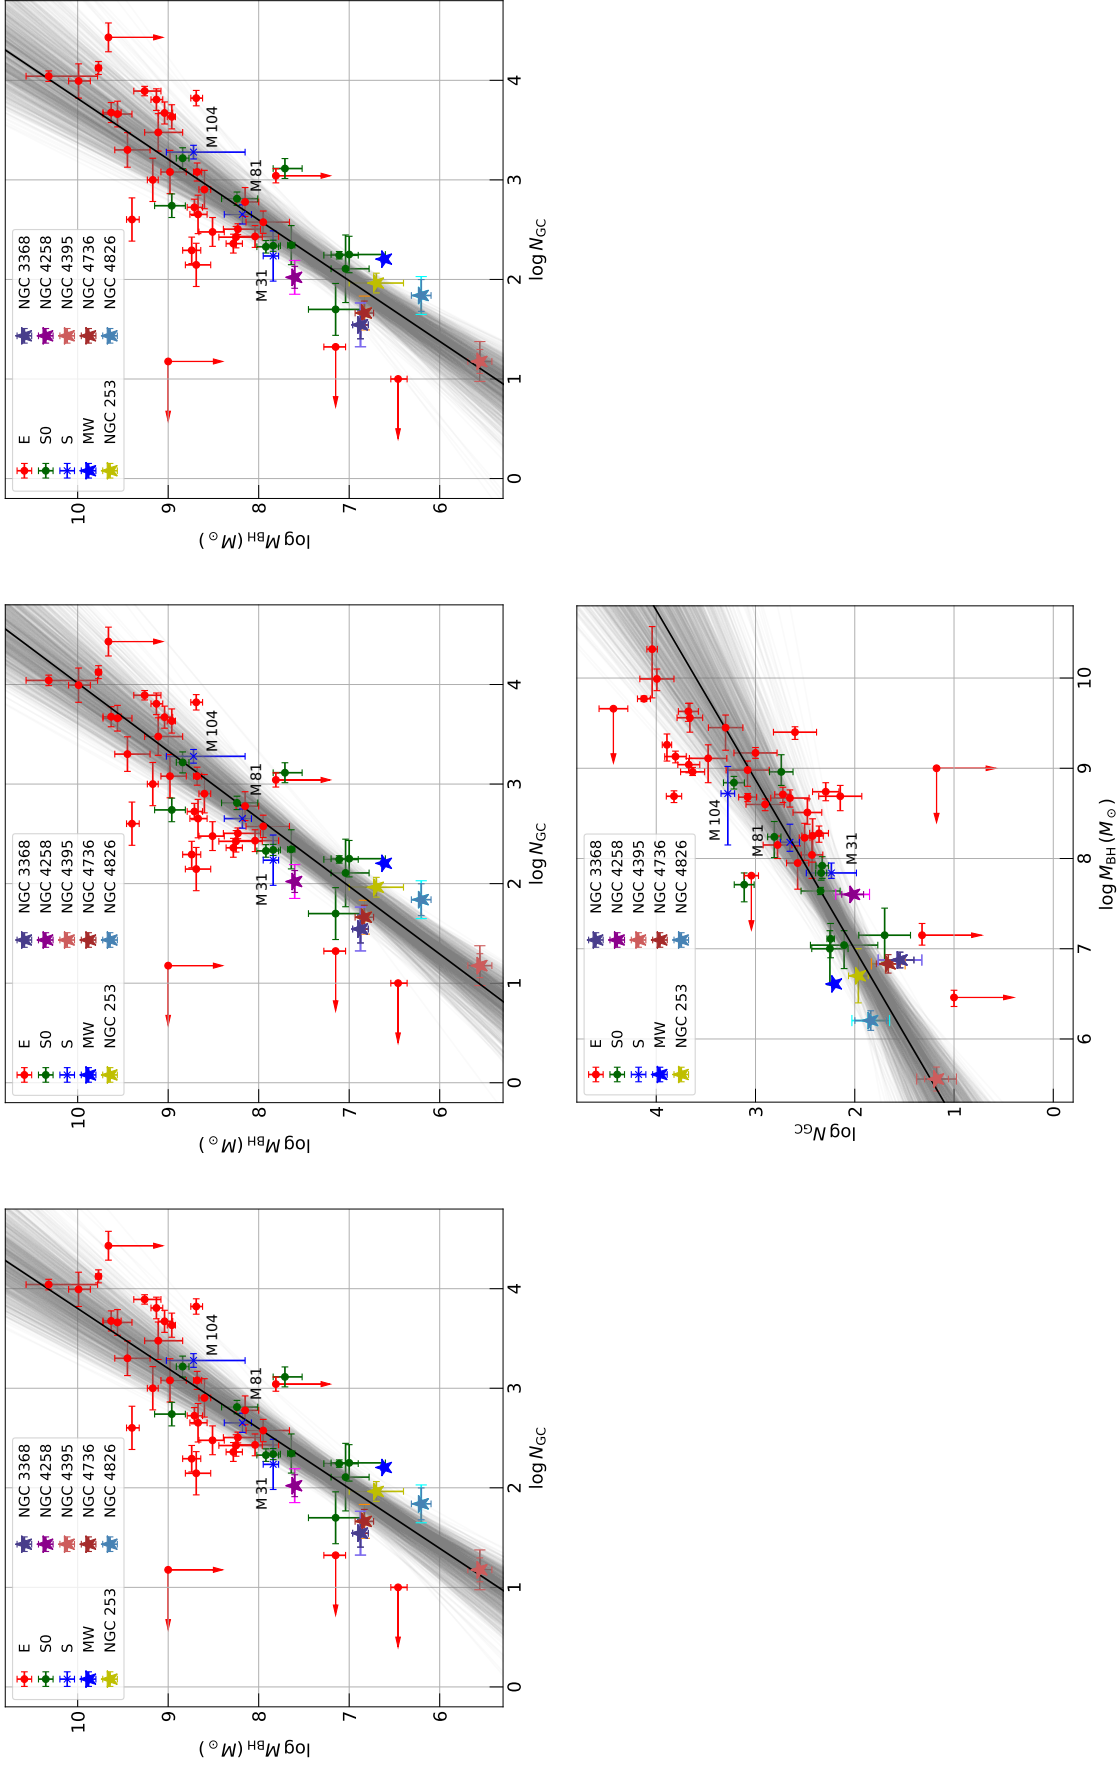 log M_BH (M_⊙)
10
9
8
7
6
E
S0
S
MW
NGC 253
NGC 3368
NGC 4258
NGC 4395
NGC 4736
NGC 4826
M 104
M 81
M 31
0
1
2
3
4
log N_GC
log M_BH (M_⊙)
10
9
8
7
6
E
S0
S
MW
NGC 253
NGC 3368
NGC 4258
NGC 4395
NGC 4736
NGC 4826
M 104
M 81
M 31
0
1
2
3
4
log N_GC
log M_BH (M_⊙)
10
9
8
7
6
E
S0
S
MW
NGC 253
NGC 3368
NGC 4258
NGC 4395
NGC 4736
NGC 4826
M 104
M 81
M 31
0
1
2
3
4
log N_GC
log N_GC
4
3
2
1
0
E
S0
S
MW
NGC 253
NGC 3368
NGC 4258
NGC 4395
NGC 4736
NGC 4826
M 104
M 81
M 31
6
7
8
9
10
log M_BH (M_⊙)